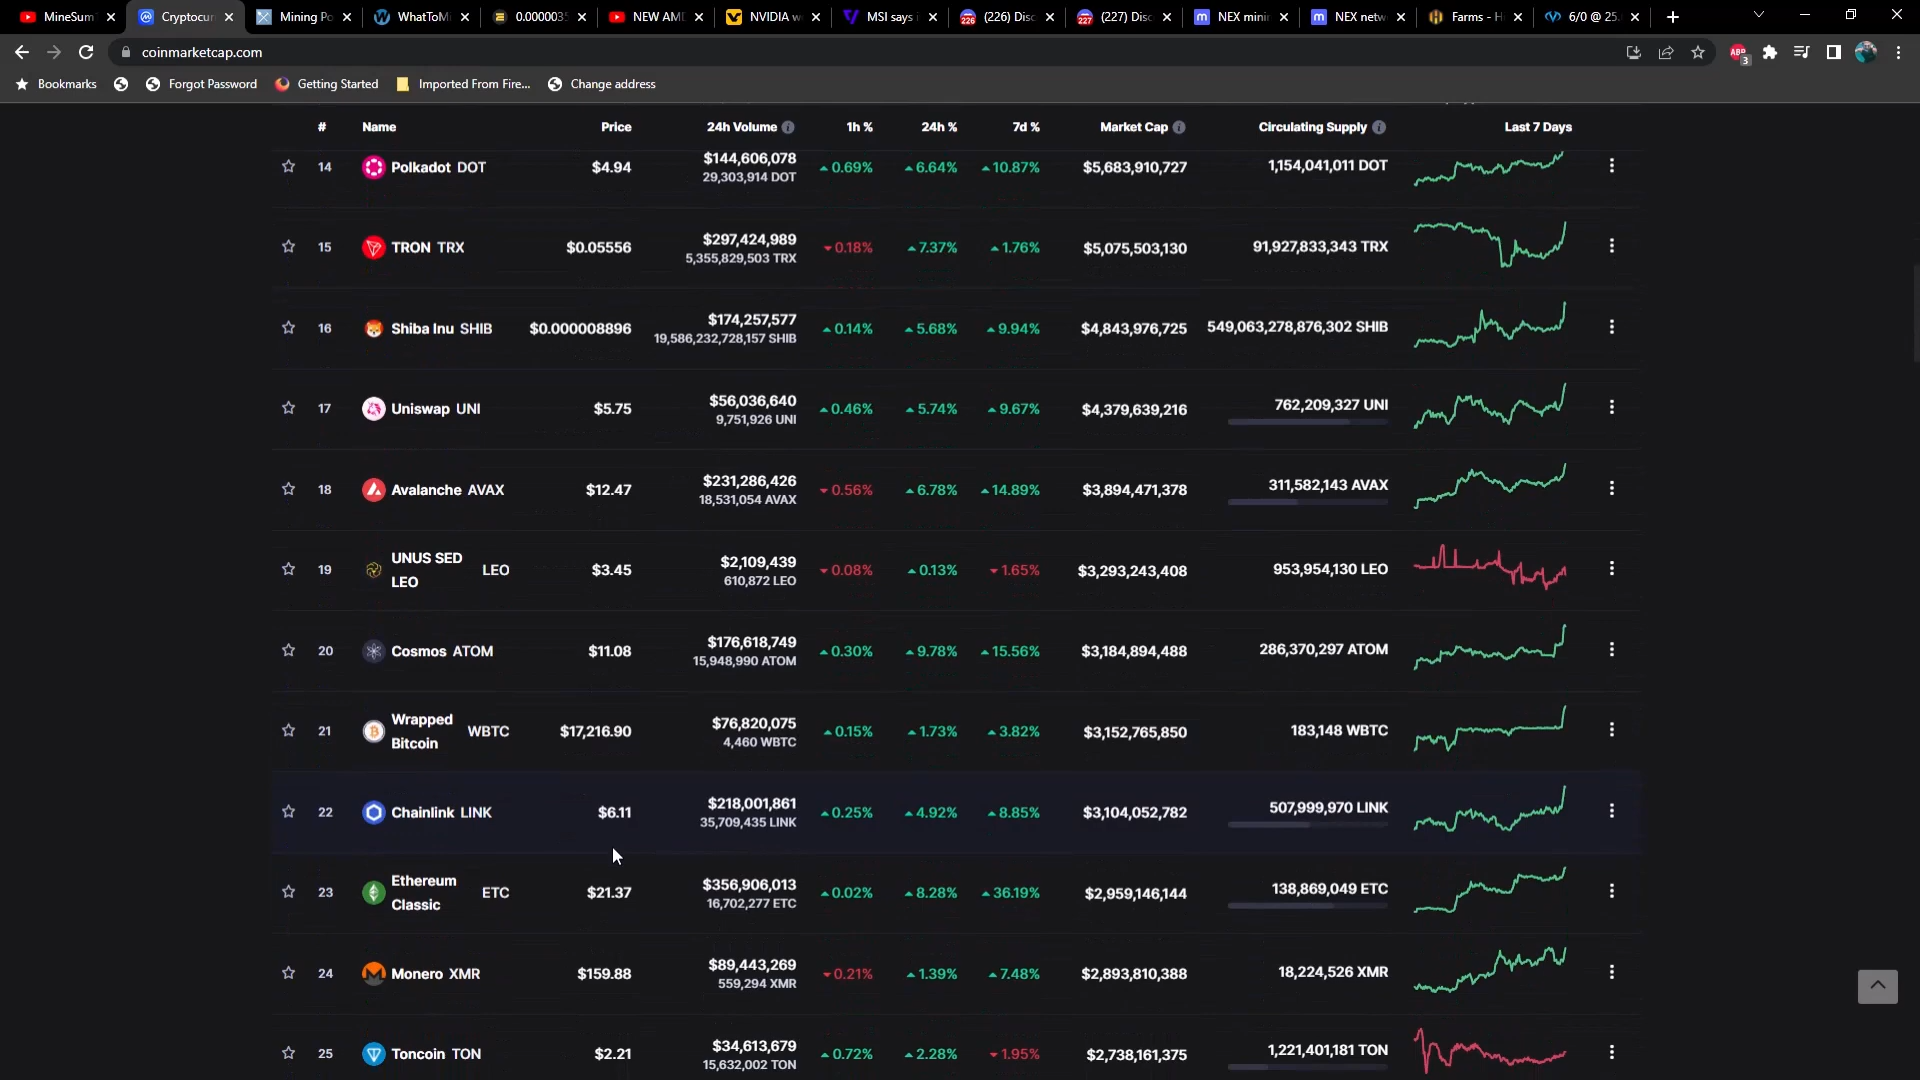 MineSum
Cryptocur
Mining Po
WhatToMi
0.0000035
NEW AMD
NVIDIA w
MSI says i
(226) Disc
(227) Disc
NEX mini
NEX netw
Farms - H
6/0 @ 25.
coinmarketcap.com
ABP
3
Bookmarks
Forgot Password
Getting Started
Imported From Fire...
Change address
# Name Price 24h Volume 1h % 24h % 7d % Market Cap Circulating Supply Last 7 Days
14 Polkadot DOT $4.94 $144,606,078 0.69% 6.64% 10.87% $5,683,910,727 1,154,041,011 DOT
29,303,914 DOT
15 TRON TRX $0.05556 $297,424,989 0.18% 7.37% 1.76% $5,075,503,130 91,927,833,343 TRX
5,355,829,503 TRX
16 Shiba Inu SHIB $0.000008896 $174,257,577 0.14% 5.68% 9.94% $4,843,976,725 549,063,278,876,302 SHIB
19,586,232,728,157 SHIB
17 Uniswap UNI $5.75 $56,036,640 0.46% 5.74% 9.67% $4,379,639,216 762,209,327 UNI
9,751,926 UNI
18 Avalanche AVAX $12.47 $231,286,426 0.56% 6.78% 14.89% $3,894,471,378 311,582,143 AVAX
18,531,054 AVAX
19 UNUS SED LEO LEO $3.45 $2,109,439 0.08% 0.13% 1.65% $3,293,243,408 953,954,130 LEO
610,872 LEO
20 Cosmos ATOM $11.08 $176,618,749 0.30% 9.78% 15.56% $3,184,894,488 286,370,297 ATOM
15,948,990 ATOM
21 Wrapped Bitcoin WBTC $17,216.90 $76,820,075 0.15% 1.73% 3.82% $3,152,765,850 183,148 WBTC
4,460 WBTC
22 Chainlink LINK $6.11 $218,001,861 0.25% 4.92% 8.85% $3,104,052,782 507,999,970 LINK
35,709,435 LINK
23 Ethereum Classic ETC $21.37 $356,906,013 0.02% 8.28% 36.19% $2,959,146,144 138,869,049 ETC
16,702,277 ETC
24 Monero XMR $159.88 $89,443,269 0.21% 1.39% 7.48% $2,893,810,388 18,224,526 XMR
559,294 XMR
25 Toncoin TON $2.21 $34,613,679 0.72% 2.28% 1.95% $2,738,161,375 1,221,401,181 TON
15,632,002 TON